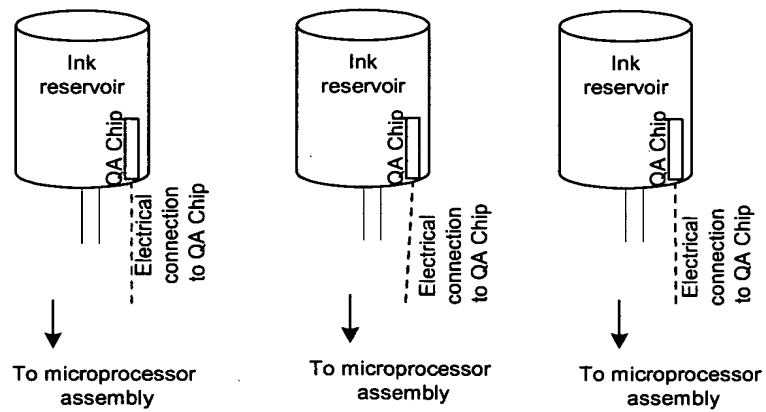 Ink
reservoir
QA Chip
Electrical
connection
to QA Chip
To microprocessor
assembly
Ink
reservoir
QA Chip
Electrical
connection
to QA Chip
To microprocessor
assembly
Ink
reservoir
QA Chip
Electrical
connection
to QA Chip
To microprocessor
assembly